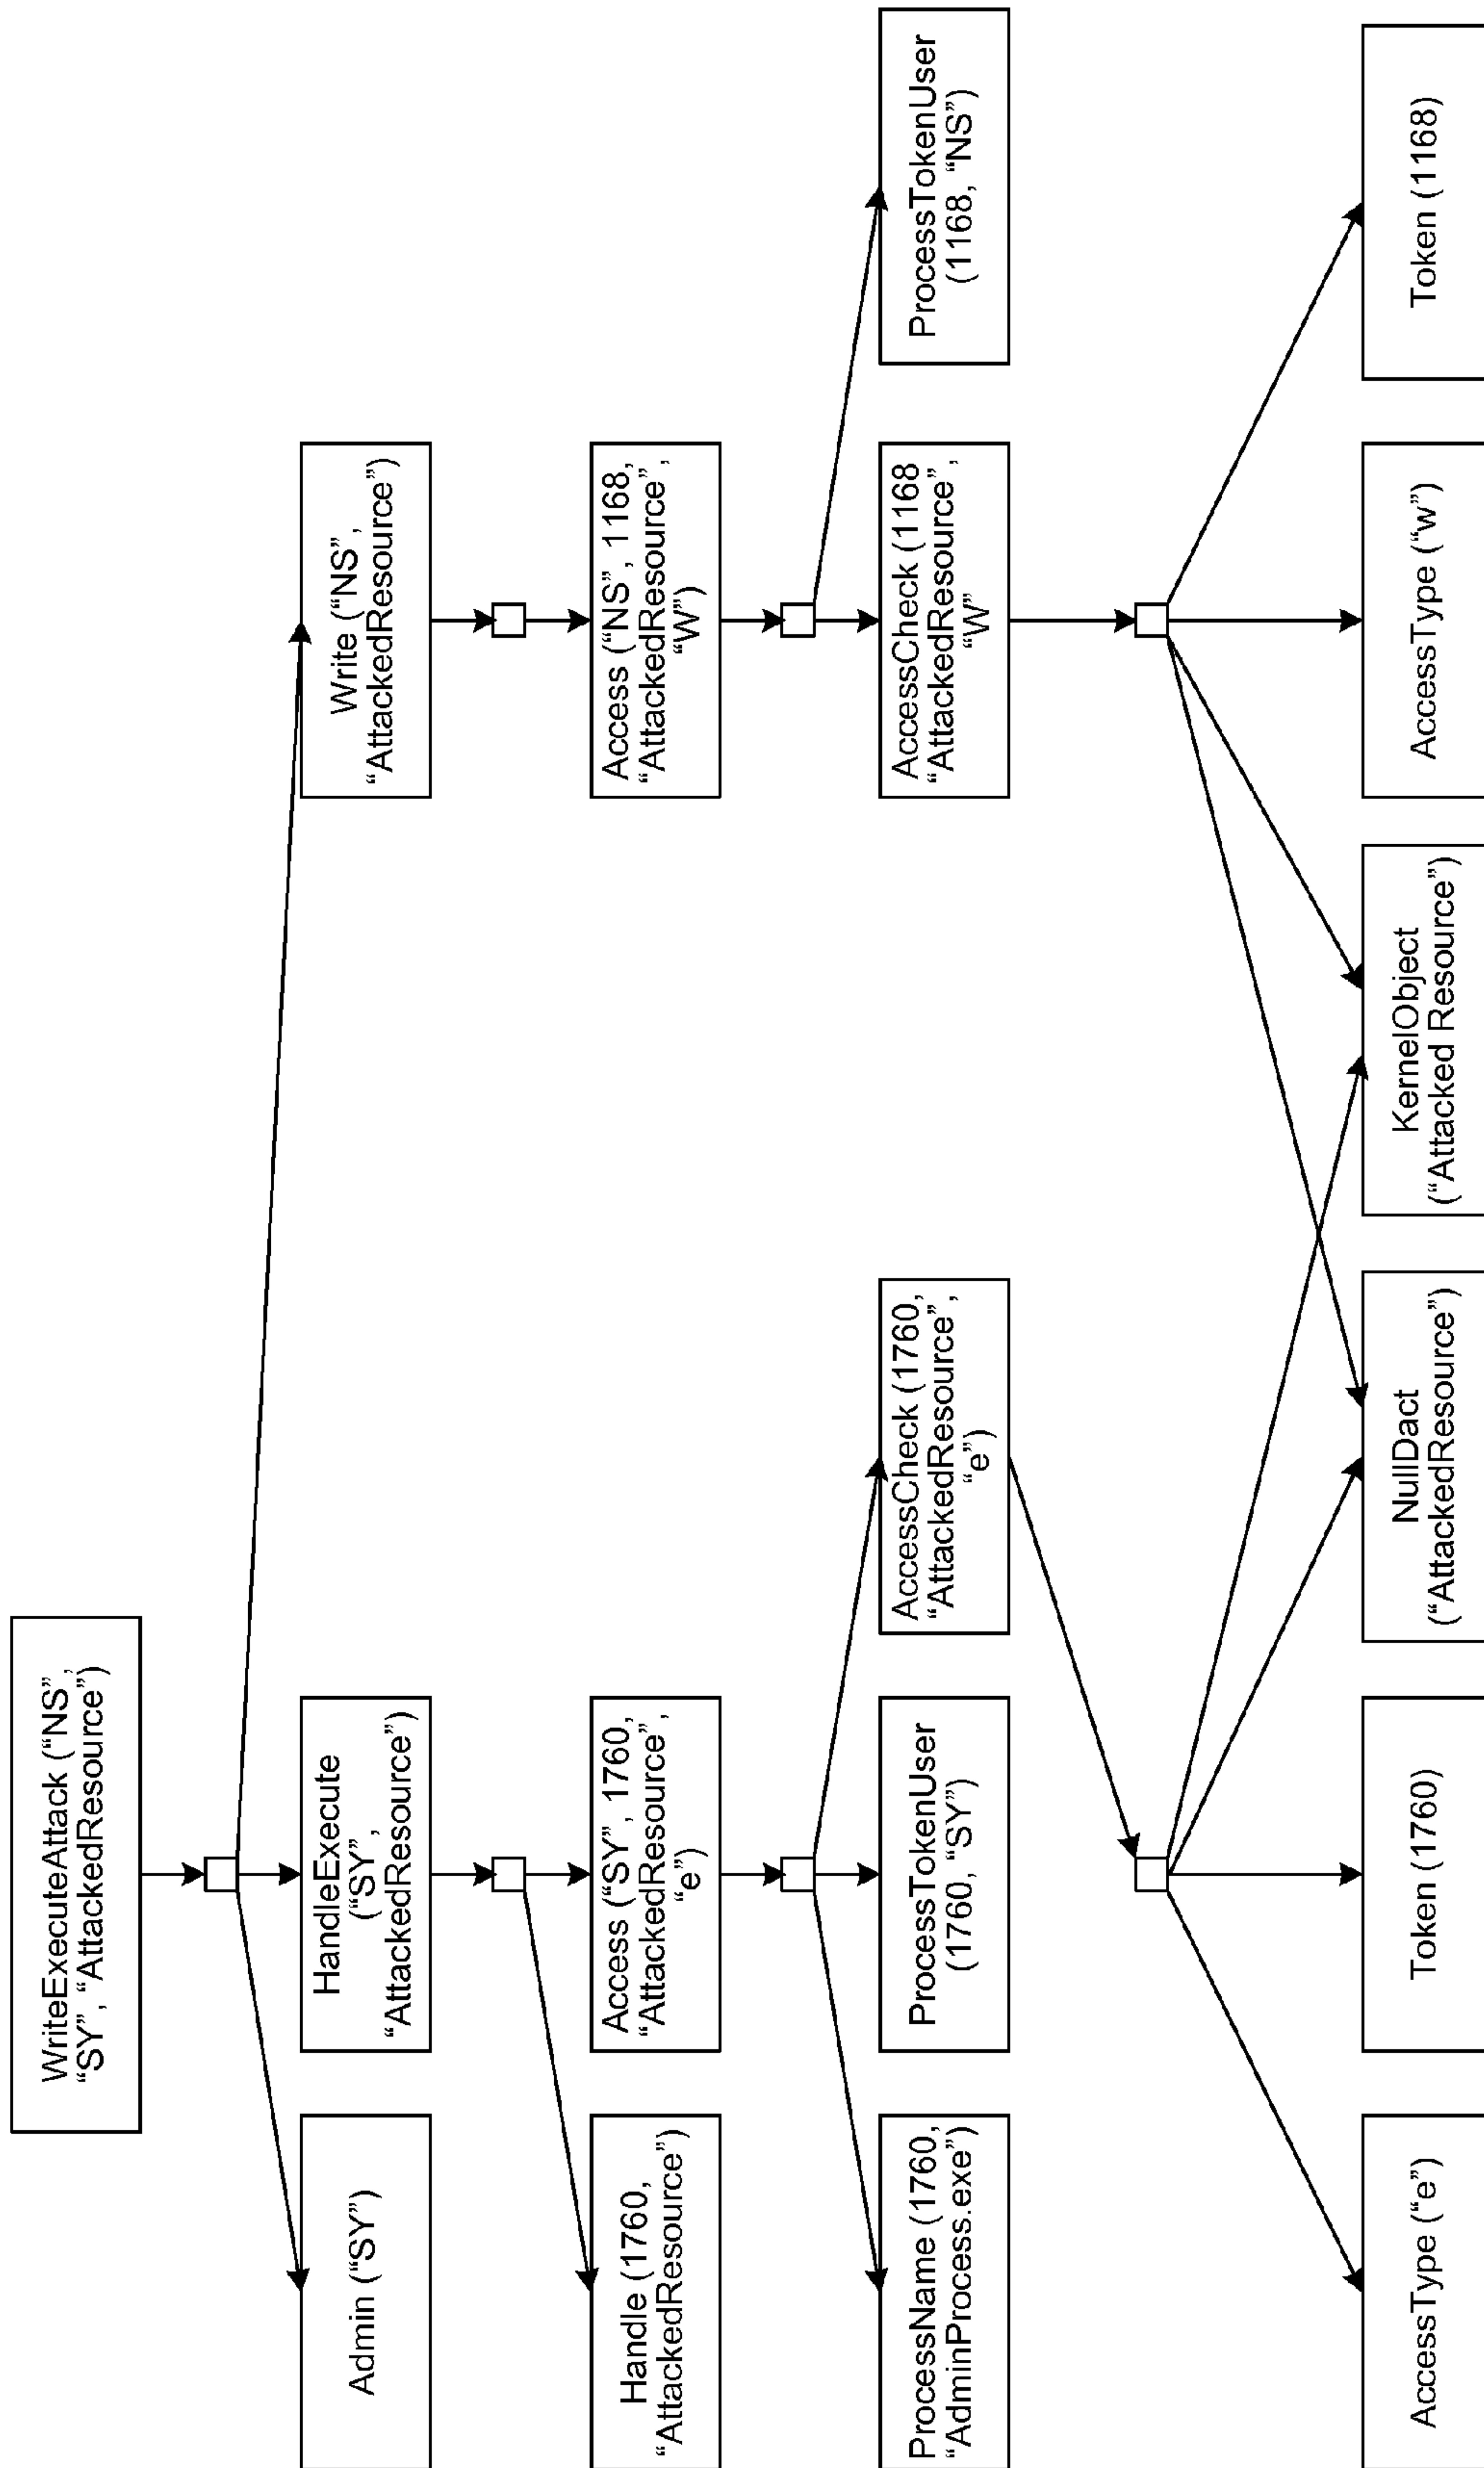 WriteExecuteAttack (“NS”,
“SY”, “AttackedResource”)
Admin (“SY”)
HandleExecute
(“SY”,
“AttackedResource”)
Write (“NS”,
“AttackedResource”)
Handle (1760,
“AttackedResource”)
Access (“SY”, 1760,
“AttackedResource”,
“e”)
Access (“NS”, 1168,
“AttackedResource”,
“W”)
ProcessName (1760,
“AdminProcess.exe”)
ProcessTokenUser
(1760, “SY”)
AccessCheck (1760,
“AttackedResource”,
“e”)
AccessCheck (1168
“AttackedResource”,
“W”
ProcessTokenUser
(1168, “NS”)
AccessType (“e”)
Token (1760)
NullDact
(“AttackedResource”)
KernelObject
(“Attacked Resource”)
AccessType (“w”)
Token (1168)